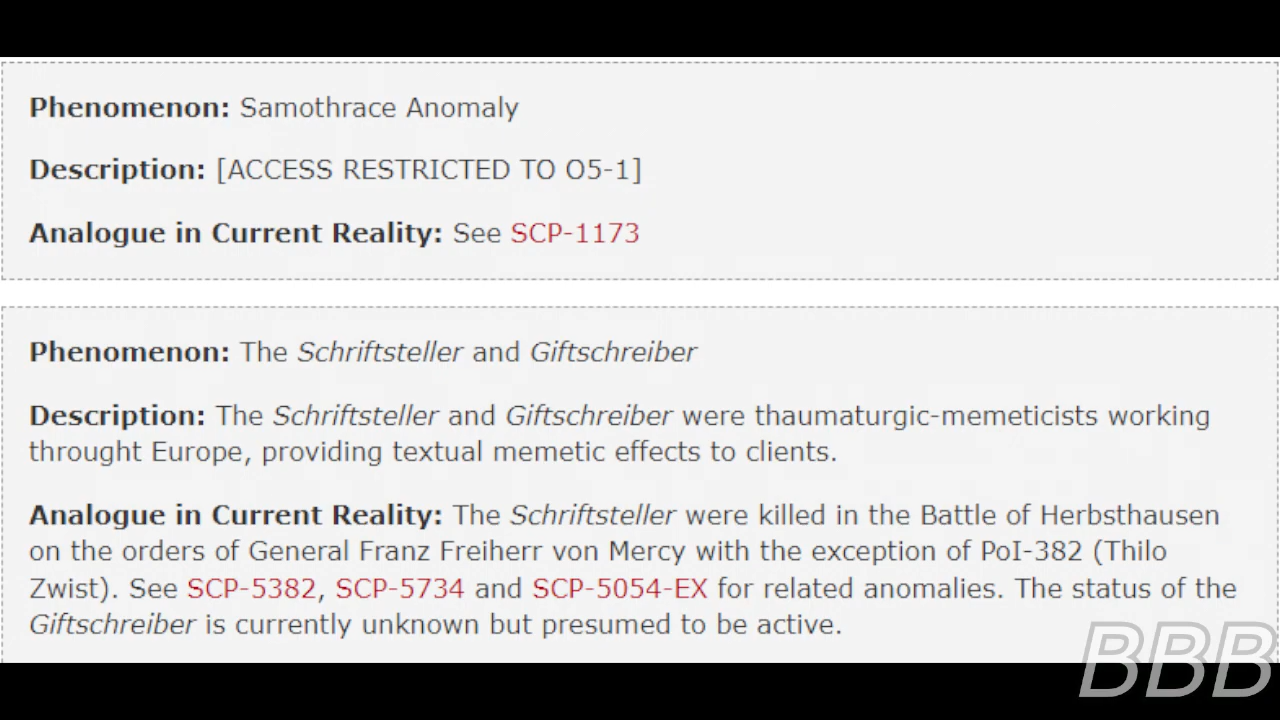 Phenomenon: Samothrace Anomaly
Description: [ACCESS RESTRICTED TO O5-1]
Analogue in Current Reality: See SCP-1173
Phenomenon: The Schriftsteller and Giftschreiber
Description: The Schriftsteller and Giftschreiber were thaumaturgic-memeticists working
throught Europe, providing textual memetic effects to clients.
Analogue in Current Reality: The Schriftsteller were killed in the Battle of Herbsthausen
on the orders of General Franz Freiherr von Mercy with the exception of PoI-382 (Thilo
Zwist). See SCP-5382, SCP-5734 and SCP-5054-EX for related anomalies. The status of the
Giftschreiber is currently unknown but presumed to be active.
BBB